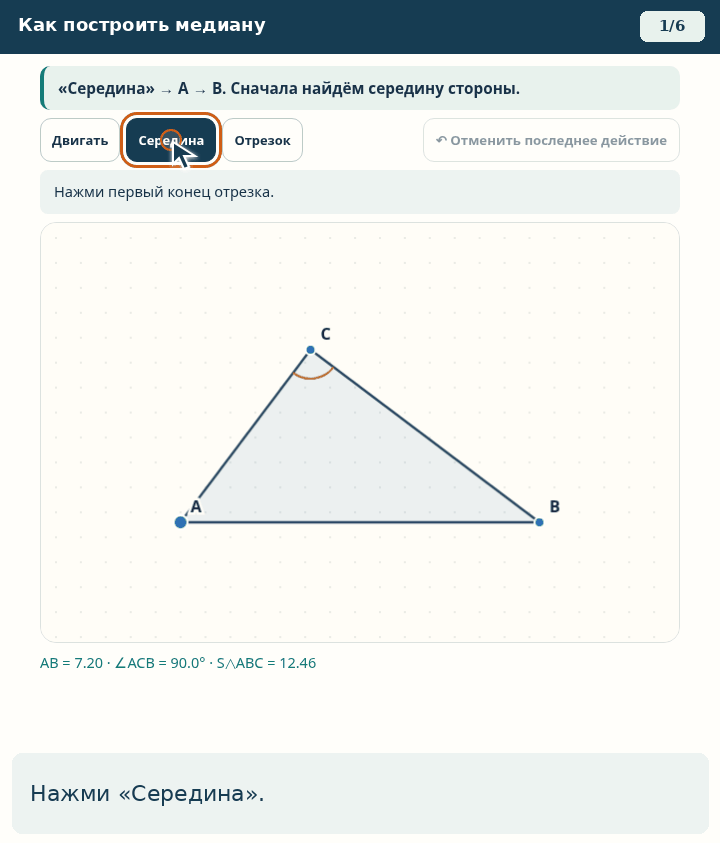 Как построить медиану
1/6
«Середина» → A → B. Сначала найдём середину стороны.
Двигать
Середина
Отрезок
↶ Отменить последнее действие
Нажми первый конец отрезка.
C
A
B
AB = 7.20 · ∠ACB = 90.0° · S△ABC = 12.46
Нажми «Середина».